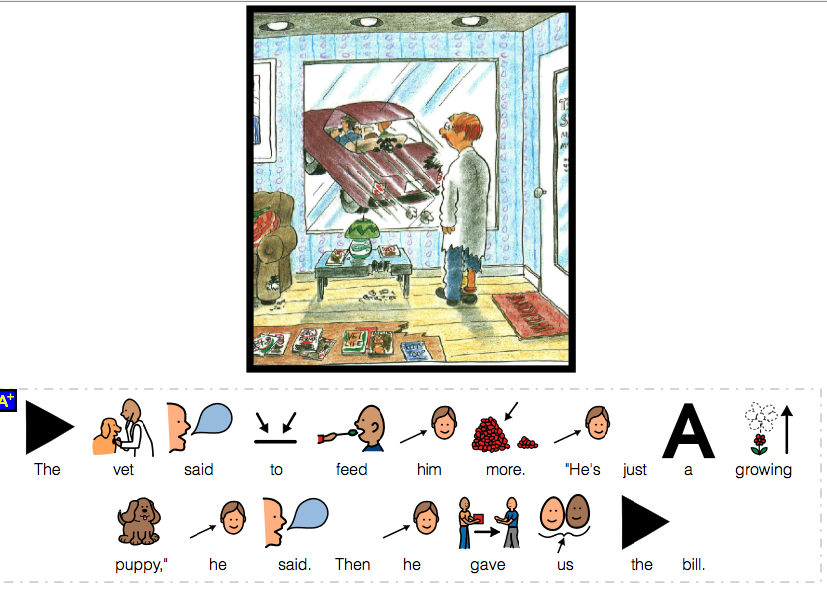 A+
The vet said to feed him more. "He's just a growing
puppy," he said. Then he gave us the bill.